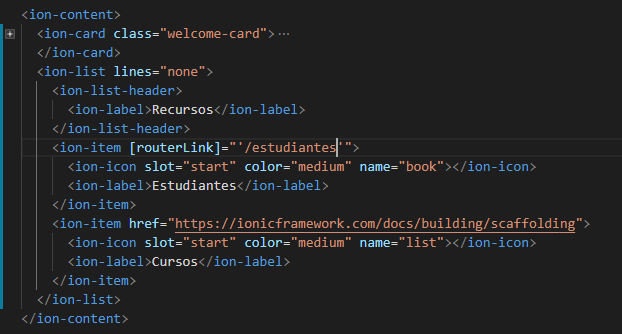 <ion-content>
<ion-card class="welcome-card">…
</ion-card>
<ion-list lines="none">
<ion-list-header>
<ion-label>Recursos</ion-label>
</ion-list-header>
<ion-item [routerLink]="'/estudiantes'">
<ion-icon slot="start" color="medium" name="book"></ion-icon>
<ion-label>Estudiantes</ion-label>
</ion-item>
<ion-item href="https://ionicframework.com/docs/building/scaffolding">
<ion-icon slot="start" color="medium" name="list"></ion-icon>
<ion-label>Cursos</ion-label>
</ion-item>
</ion-list>
</ion-content>